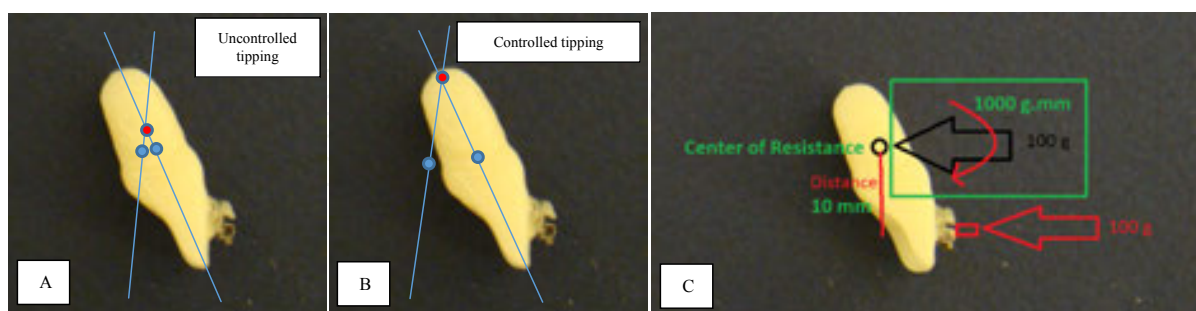 Uncontrolled
tipping
A
Controlled tipping
B
1000 g.mm
100 g
Center of Resistance
Distance
10 mm
100 g
C